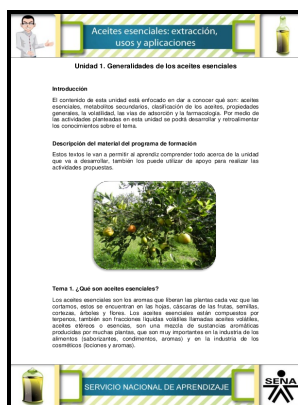 Aceites esenciales: extracción,
usos y aplicaciones
Unidad 1. Generalidades de los aceites esenciales
Introducción
El contenido de esta unidad está enfocado en dar a conocer qué son: aceites
esenciales, metabolitos secundarios, clasificación de los aceites, propiedades
generales, la volatilidad, las vías de adsorción y la farmacología. Por medio de
las actividades planteadas en esta unidad se podrá desarrollar y retroalimentar
los conocimientos sobre el tema.
Descripción del material del programa de formación
Estos textos le van a permitir al aprendiz comprender todo acerca de la unidad
que va a desarrollar, también los puede utilizar de apoyo para realizar las
actividades propuestas.
Tema 1. ¿Qué son aceites esenciales?
Los aceites esenciales son los aromas que liberan las plantas cada vez que las
cortamos, estos se encuentran en las hojas, cáscaras de las frutas, semillas,
cortezas, árboles y flores. Los aceites esenciales están compuestos por
terpenos, también son fracciones líquidas volátiles llamadas aceites volátiles,
aceites etéreos o esencias, son una mezcla de sustancias aromáticas
producidas por muchas plantas, que son muy importantes en la industria de los
alimentos (saborizantes, condimentos, aromas) y en la industria de los
cosméticos (lociones y aromas).
SERVICIO NACIONAL DE APRENDIZAJE
SENA